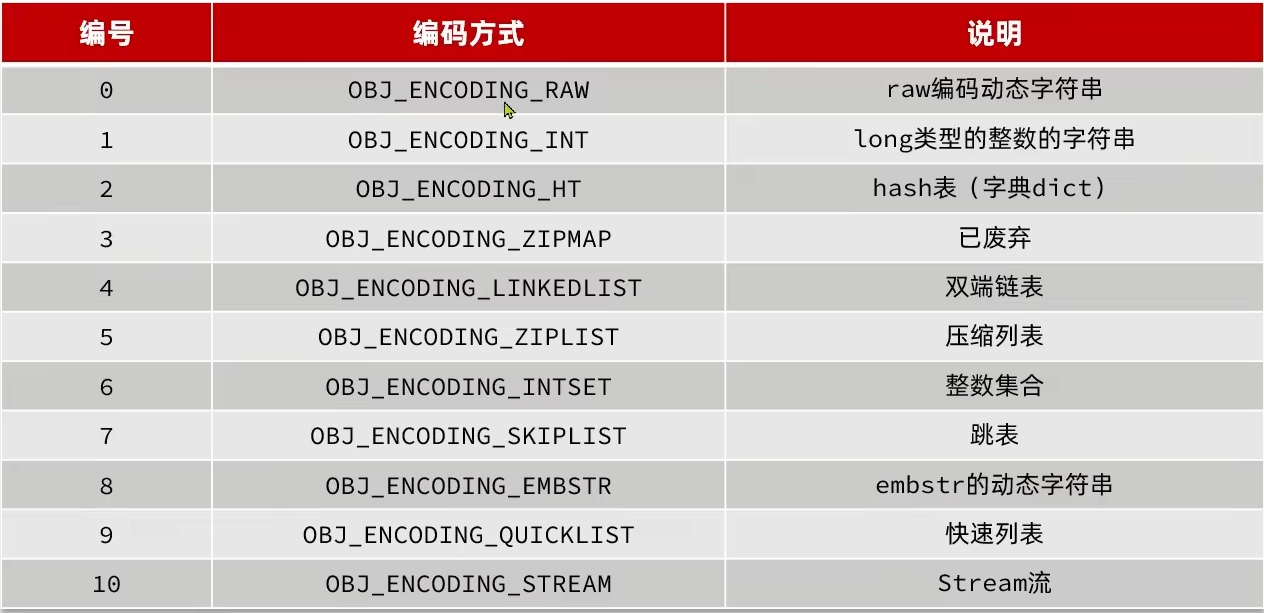 编号 编码方式 说明
0 OBJ_ENCODING_RAW raw编码动态字符串
1 OBJ_ENCODING_INT long类型的整数的字符串
2 OBJ_ENCODING_HT hash表（字典dict）
3 OBJ_ENCODING_ZIPMAP 已废弃
4 OBJ_ENCODING_LINKEDLIST 双端链表
5 OBJ_ENCODING_ZIPLIST 压缩列表
6 OBJ_ENCODING_INTSET 整数集合
7 OBJ_ENCODING_SKIPLIST 跳表
8 OBJ_ENCODING_EMBSTR embstr的动态字符串
9 OBJ_ENCODING_QUICKLIST 快速列表
10 OBJ_ENCODING_STREAM Stream流